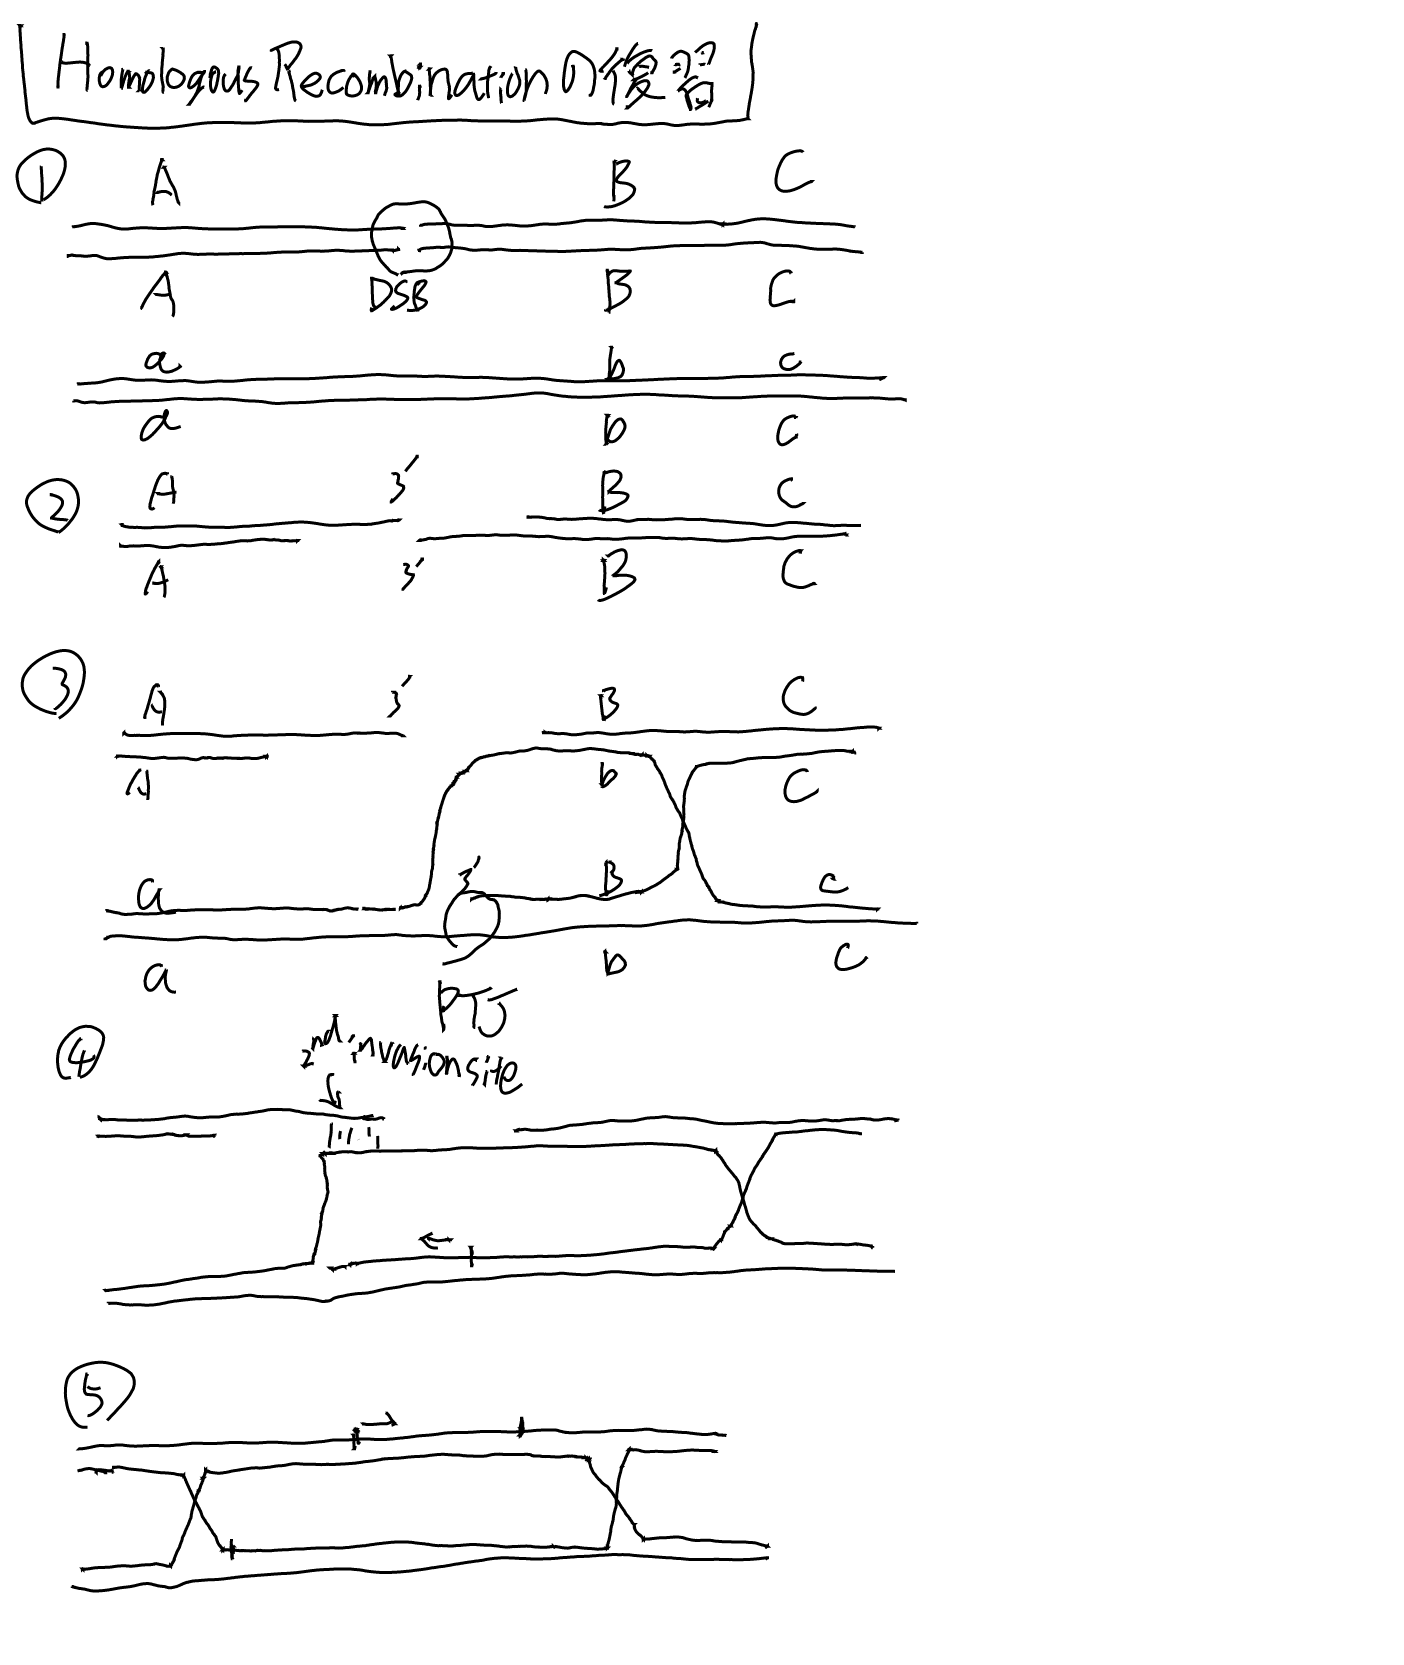 Homologous Recombinationの復習
① A B C
A DSB B C
a b c
a b c
② A 3' B C
A 3' B C
③ A 3' B C
A b C
a 3' B c
a b c
PTJ
④ 2nd invasion site
⑤